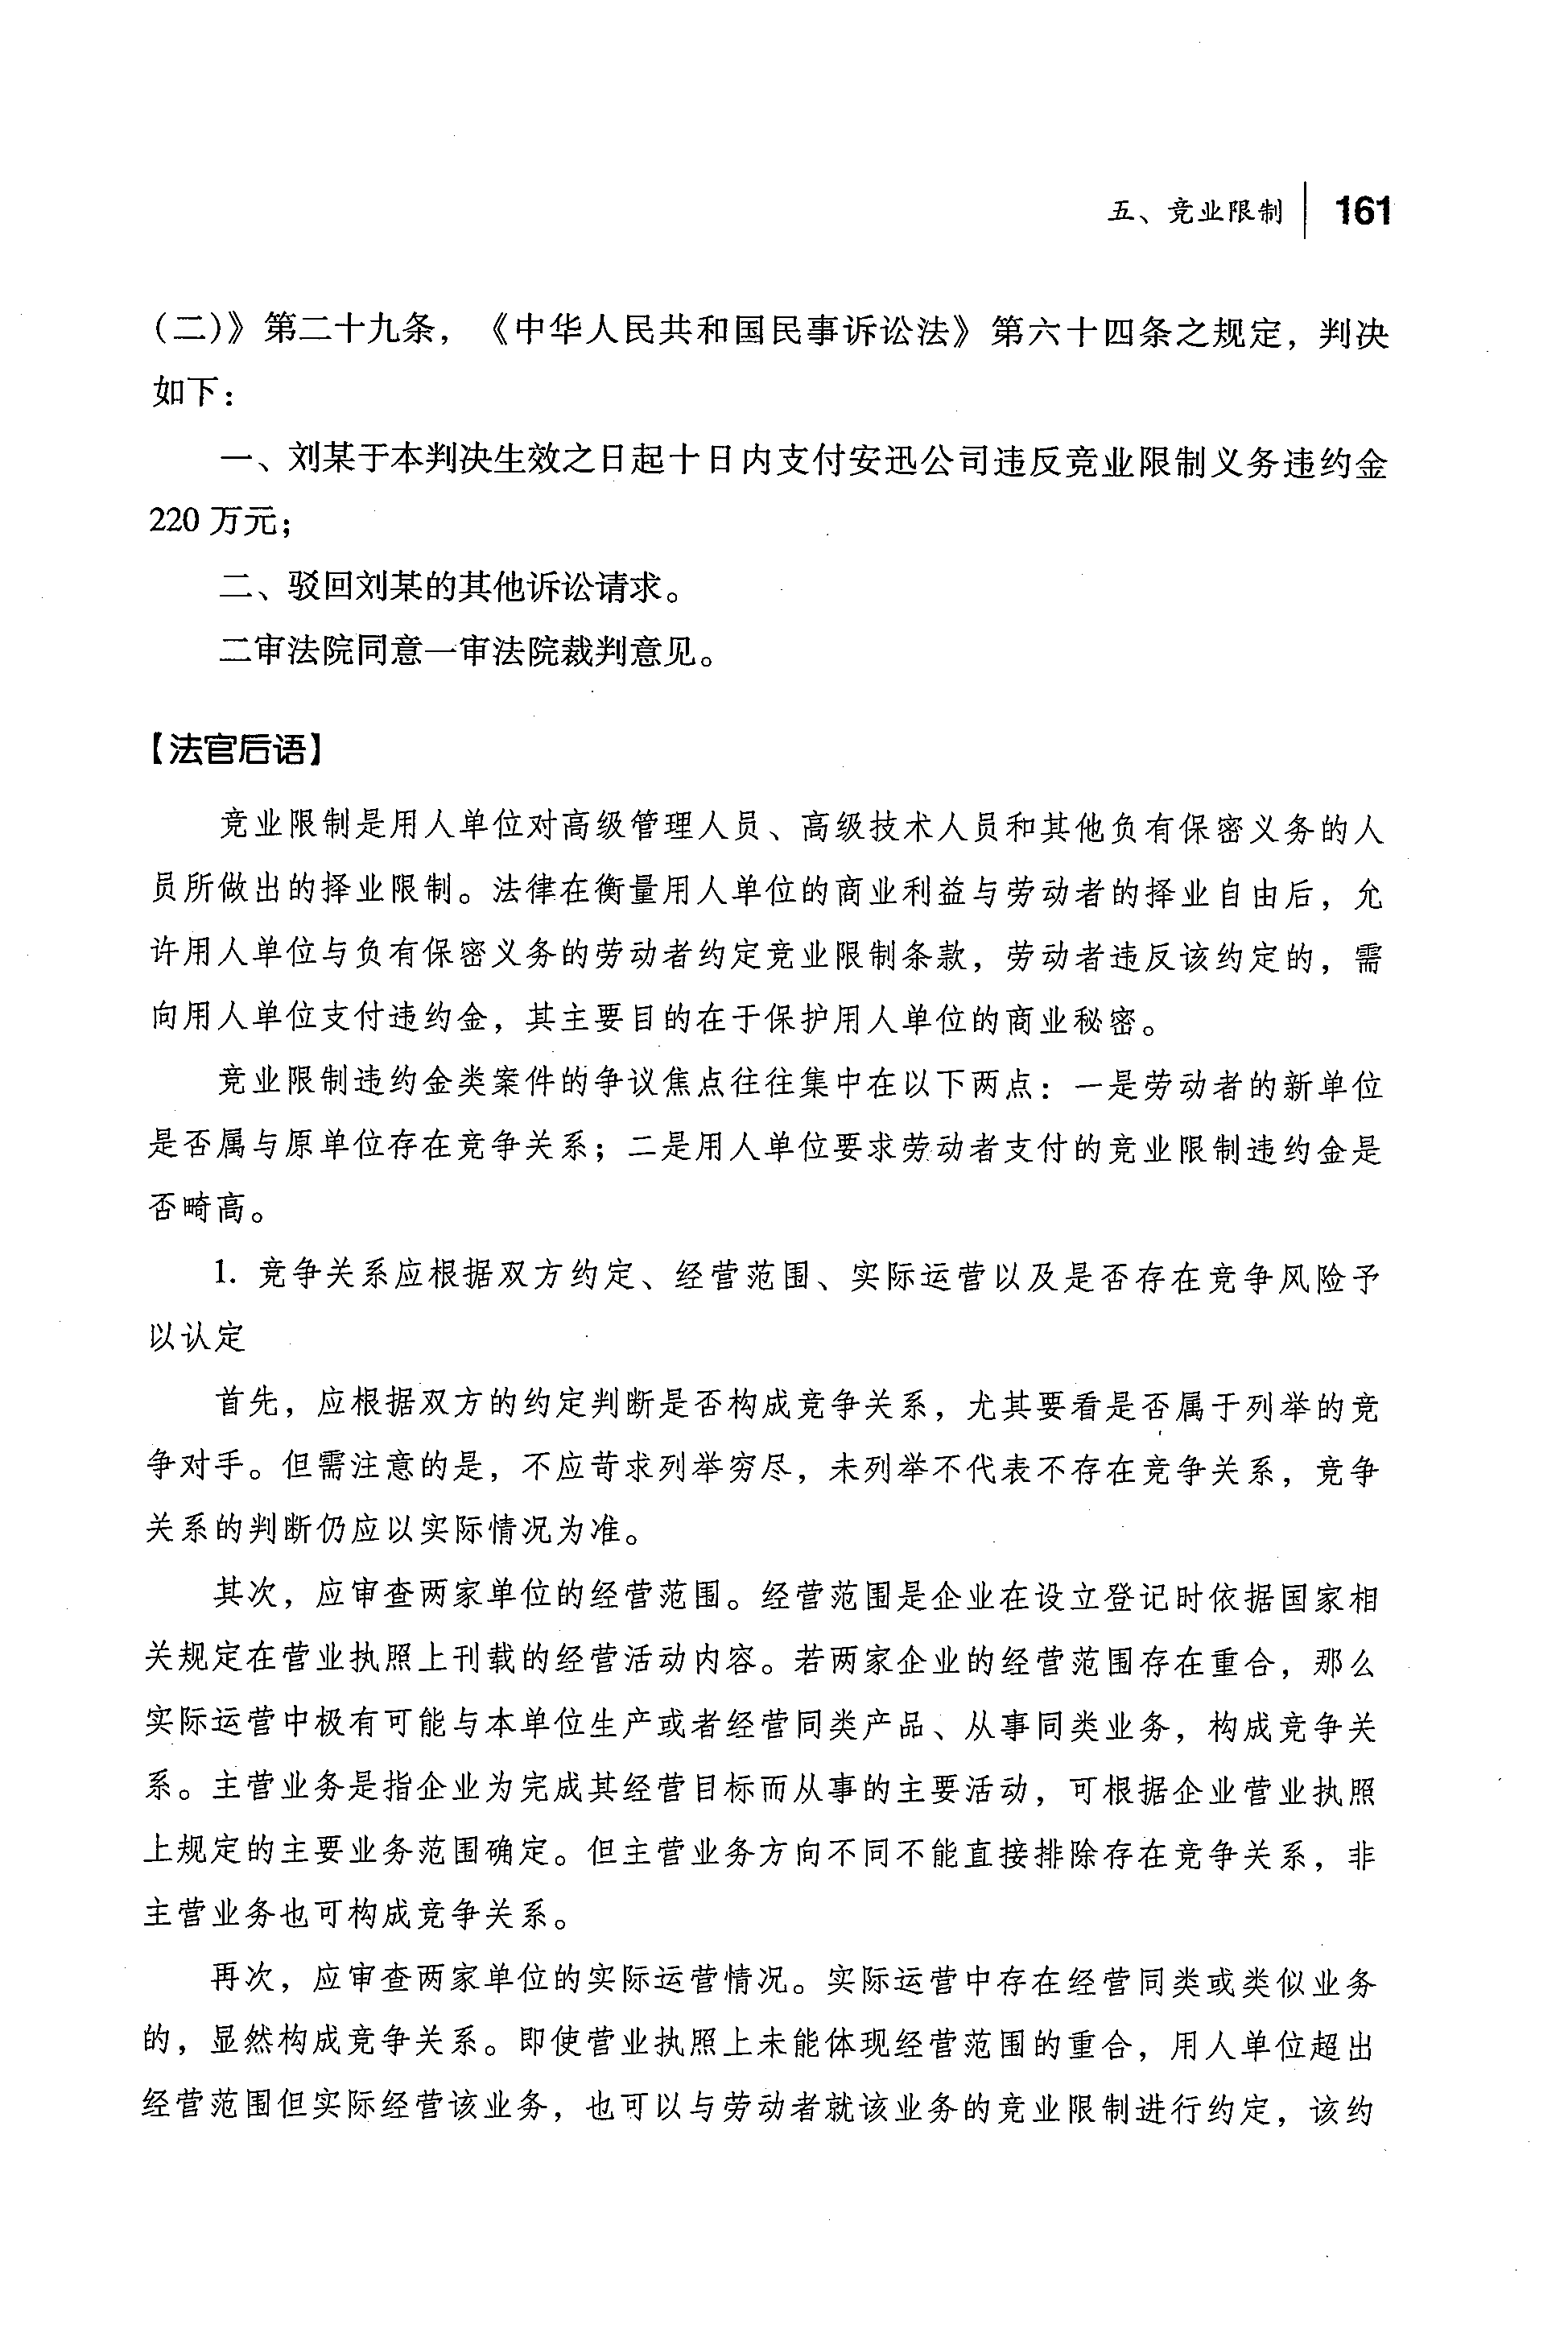 五、竞业限制 161
(二)》第二十九条，《中华人民共和国民事诉讼法》第六十四条之规定，判决
如下：
一、刘某于本判决生效之日起十日内支付安迅公司违反竞业限制义务违约金
220 万元；
二、驳回刘某的其他诉讼请求。
二审法院同意一审法院裁判意见。
【法官后语】
竞业限制是用人单位对高级管理人员、高级技术人员和其他负有保密义务的人
员所做出的择业限制。法律在衡量用人单位的商业利益与劳动者的择业自由后，允
许用人单位与负有保密义务的劳动者约定竞业限制条款，劳动者违反该约定的，需
向用人单位支付违约金，其主要目的在于保护用人单位的商业秘密。
竞业限制违约金类案件的争议焦点往往集中在以下两点：一是劳动者的新单位
是否属与原单位存在竞争关系；二是用人单位要求劳动者支付的竞业限制违约金是
否畸高。
1. 竞争关系应根据双方约定、经营范围、实际运营以及是否存在竞争风险予
以认定
首先，应根据双方的约定判断是否构成竞争关系，尤其要看是否属于列举的竞
争对手。但需注意的是，不应苛求列举穷尽，未列举不代表不存在竞争关系，竞争
关系的判断仍应以实际情况为准。
其次，应审查两家单位的经营范围。经营范围是企业在设立登记时依据国家相
关规定在营业执照上刊载的经营活动内容。若两家企业的经营范围存在重合，那么
实际运营中极有可能与本单位生产或者经营同类产品、从事同类业务，构成竞争关
系。主营业务是指企业为完成其经营目标而从事的主要活动，可根据企业营业执照
上规定的主要业务范围确定。但主营业务方向不同不能直接排除存在竞争关系，非
主营业务也可构成竞争关系。
再次，应审查两家单位的实际运营情况。实际运营中存在经营同类或类似业务
的，显然构成竞争关系。即使营业执照上未能体现经营范围的重合，用人单位超出
经营范围但实际经营该业务，也可以与劳动者就该业务的竞业限制进行约定，该约